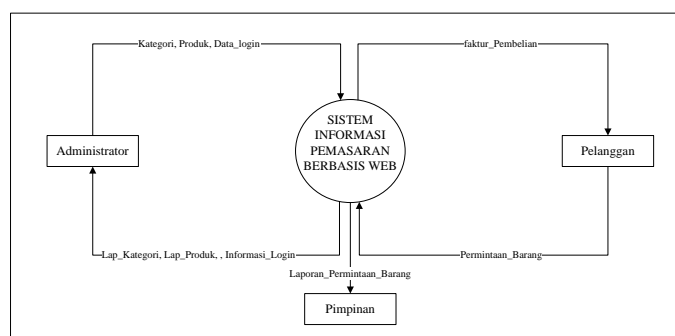 Kategori, Produk, Data_login
faktur_Pembelian
SISTEM
INFORMASI
PEMASARAN
BERBASIS WEB
Administrator
Pelanggan
Lap_Kategori, Lap_Produk, , Informasi_Login
Permintaan_Barang
Laporan_Permintaan_Barang
Pimpinan